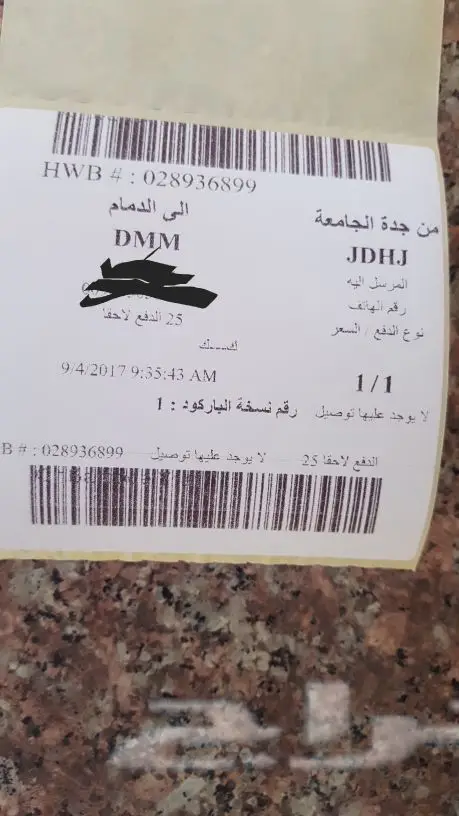 HWB # : 028936899
من جدة الجامعة
الى الدمام
JDHJ
DMM
المرسل اليه
رقم الهاتف
نوع الدفع / السعر
25 الدفع لاحقا
كـــك
1 / 1
9/4/2017 9:35:43 AM
لا يوجد عليها توصيل
رقم نسخة الباركود : 1
الدفع لاحقا 25 لا يوجد عليها توصيل B # : 028936899